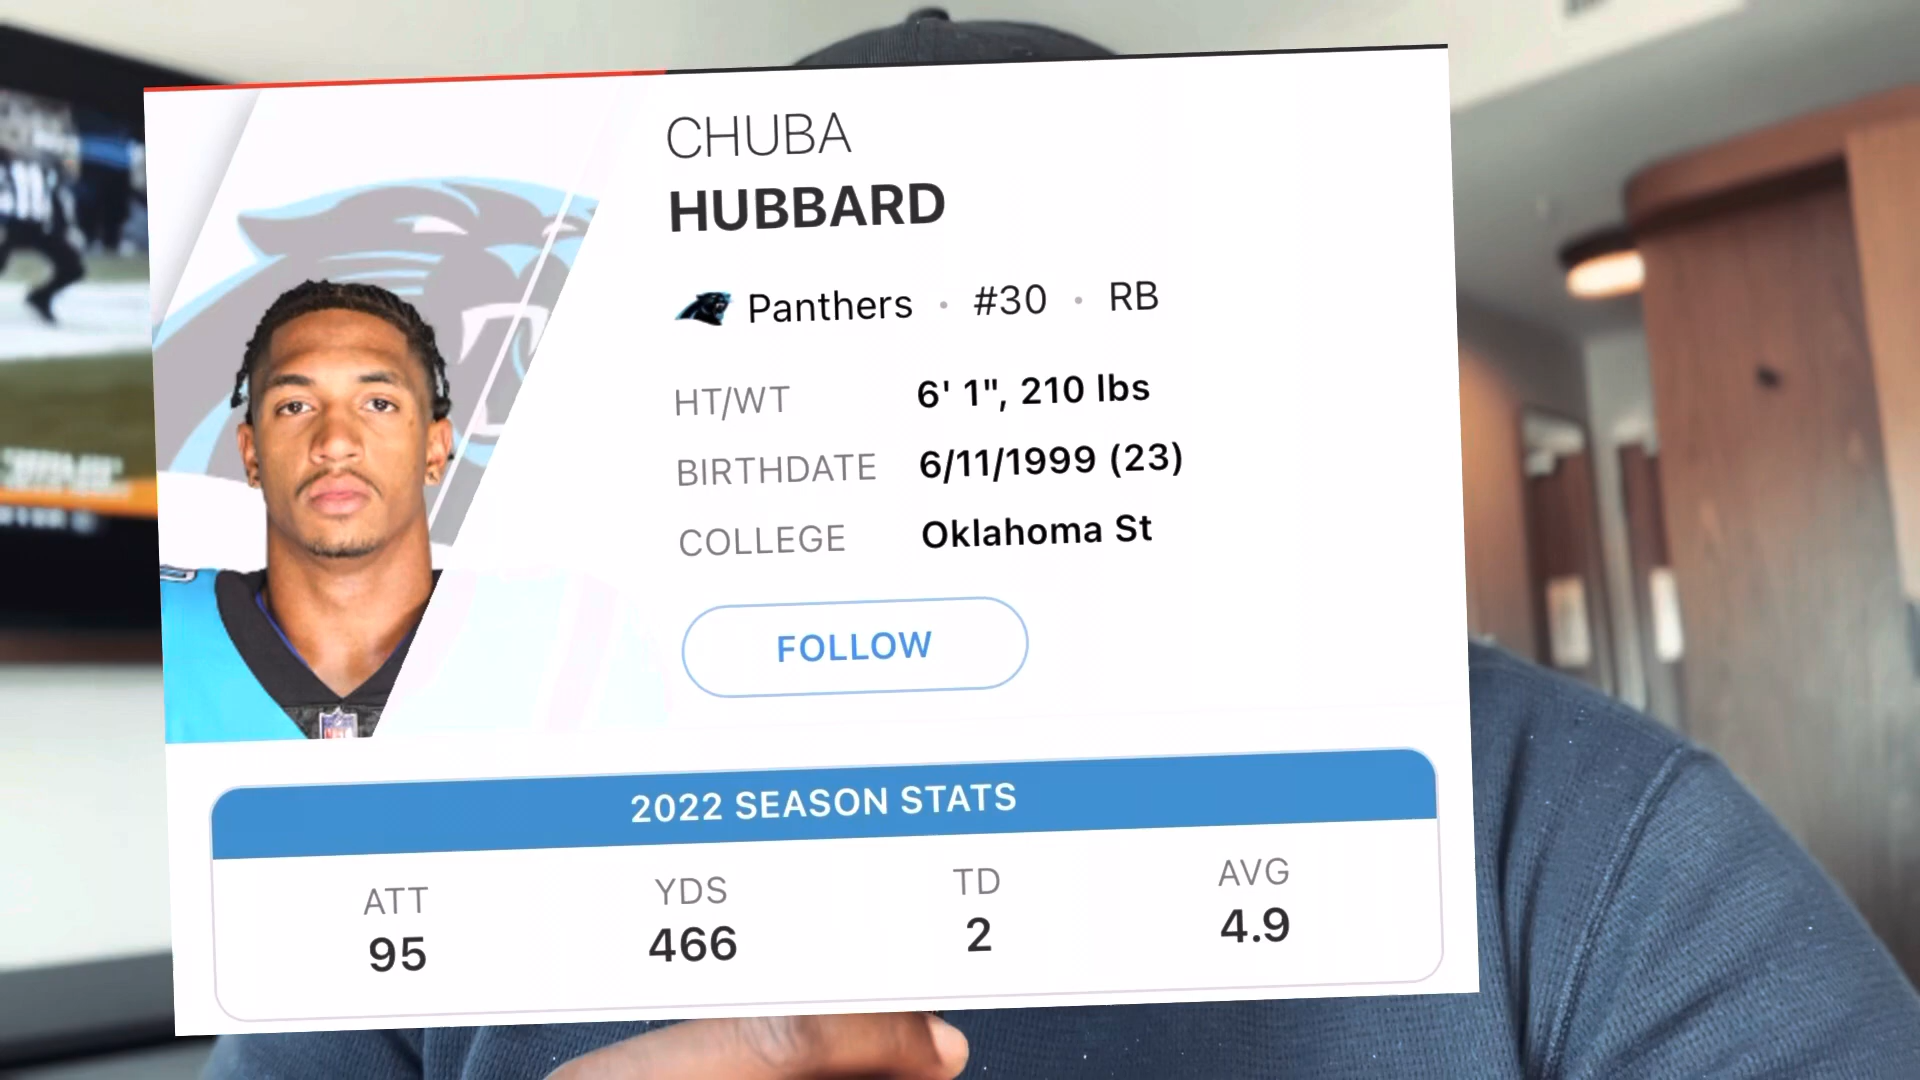 CHUBA
HUBBARD
Panthers · #30 · RB
HT/WT 6' 1", 210 lbs
BIRTHDATE 6/11/1999 (23)
COLLEGE Oklahoma St
FOLLOW
2022 SEASON STATS
ATT YDS TD AVG
95 466 2 4.9